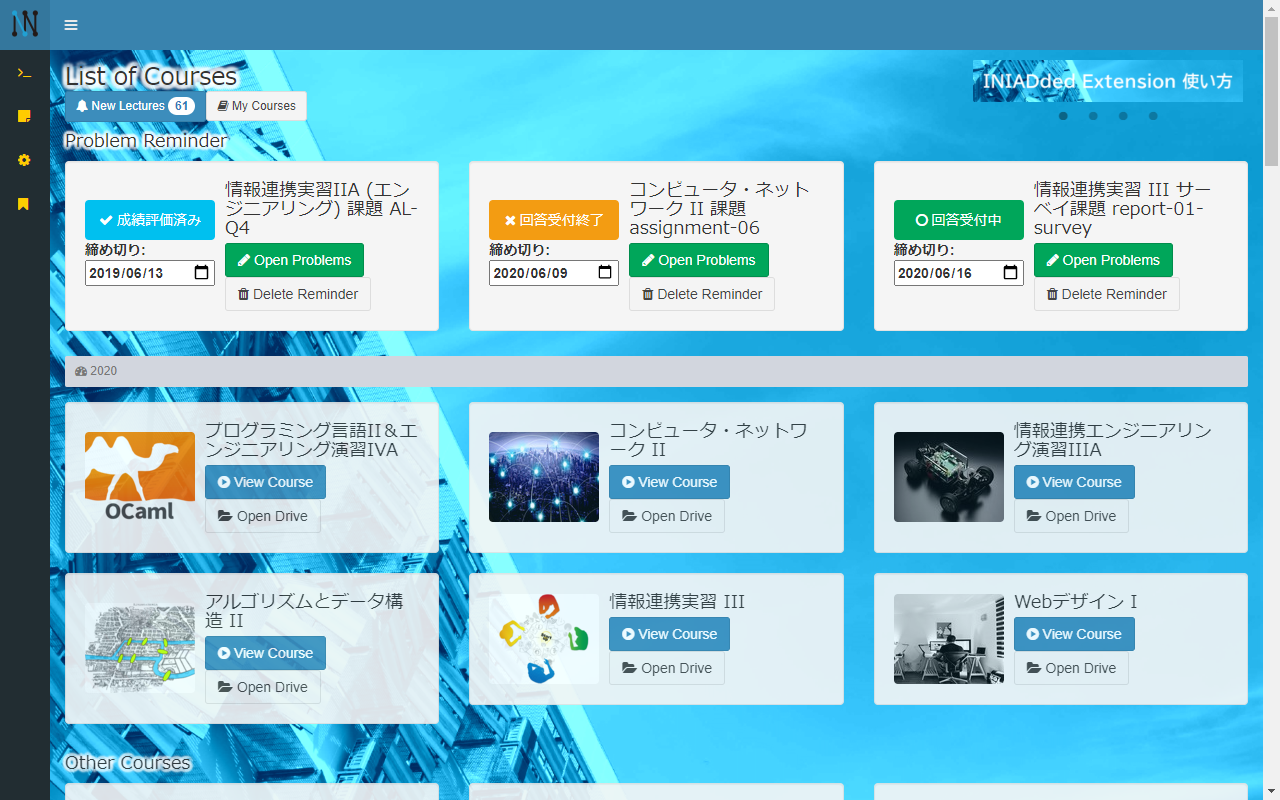 List of Courses
INIADded Extension 使い方
New Lectures 61
My Courses
Problem Reminder
成績評価済み
締め切り:
2019/06/13
情報連携実習IIA (エン
ジニアリング) 課題 AL-
Q4
Open Problems
Delete Reminder
回答受付終了
締め切り:
2020/06/09
コンピュータ・ネット
ワーク II 課題
assignment-06
Open Problems
Delete Reminder
回答受付中
締め切り:
2020/06/16
情報連携実習 III サー
ベイ課題 report-01-
survey
Open Problems
Delete Reminder
2020
OCaml
プログラミング言語II＆エ
ンジニアリング演習IVA
View Course
Open Drive
コンピュータ・ネットワ
ーク II
View Course
Open Drive
情報連携エンジニアリン
グ演習IIIA
View Course
Open Drive
アルゴリズムとデータ構
造 II
View Course
Open Drive
情報連携実習 III
View Course
Open Drive
Webデザイン I
View Course
Open Drive
Other Courses